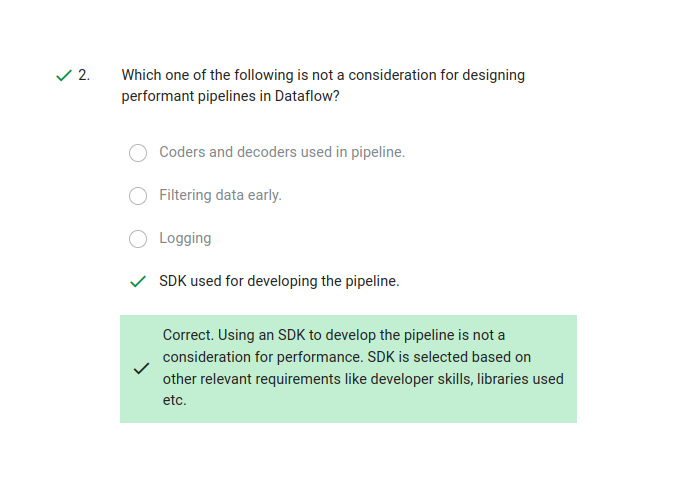 2. Which one of the following is not a consideration for designing
performant pipelines in Dataflow?
Coders and decoders used in pipeline.
Filtering data early.
Logging
SDK used for developing the pipeline.
Correct. Using an SDK to develop the pipeline is not a
consideration for performance. SDK is selected based on
other relevant requirements like developer skills, libraries used
etc.